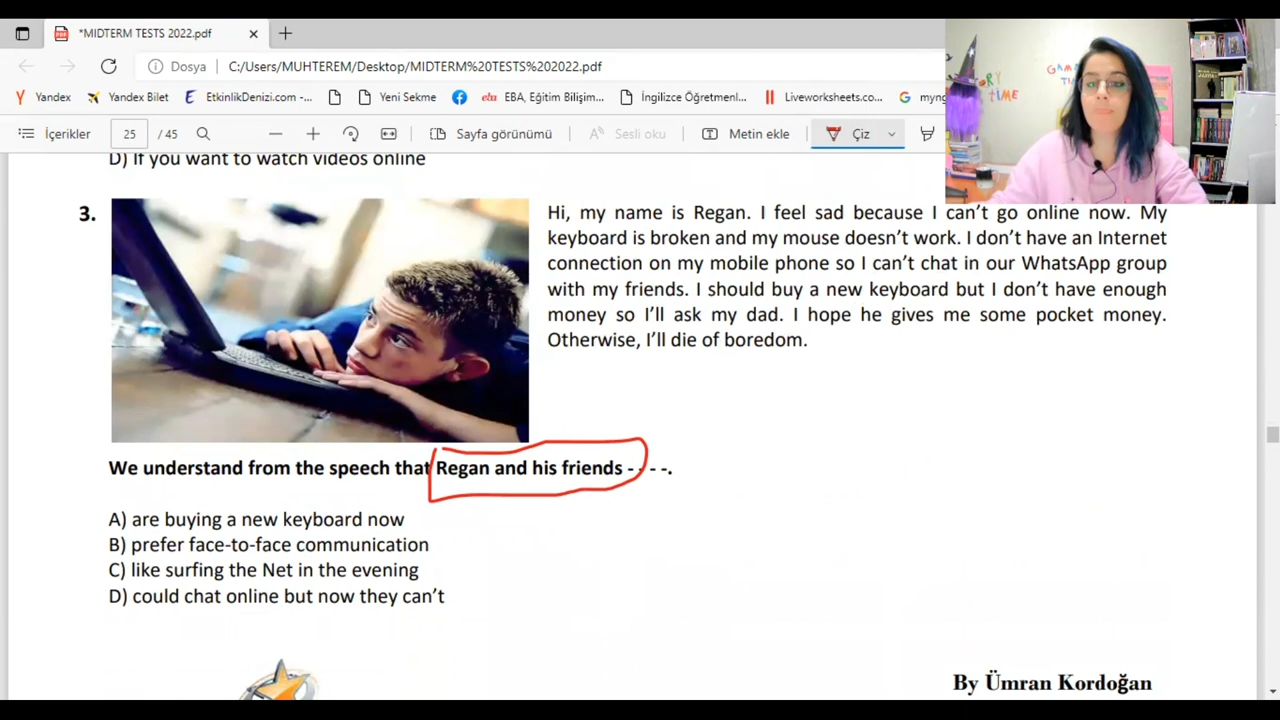 *MIDTERM TESTS 2022.pdf
Dosya
C:/Users/MUHTEREM/Desktop/MIDTERM%20TESTS%202022.pdf
Yandex
Yandex Bilet
EtkinlikDenizi.com -...
Yeni Sekme
eba
EBA, Eğitim Bilişim...
İngilizce Öğretmenl...
Liveworksheets.co...
myng
İçerikler
25
/ 45
Sayfa görünümü
Sesli oku
Metin ekle
Çiz
D) If you want to watch videos online
3.
Hi, my name is Regan. I feel sad because I can't go online now. My
keyboard is broken and my mouse doesn't work. I don't have an Internet
connection on my mobile phone so I can't chat in our WhatsApp group
with my friends. I should buy a new keyboard but I don't have enough
money so I'll ask my dad. I hope he gives me some pocket money.
Otherwise, I'll die of boredom.
We understand from the speech that Regan and his friends - - - -.
A) are buying a new keyboard now
B) prefer face-to-face communication
C) like surfing the Net in the evening
D) could chat online but now they can't
By Ümran Kordoğan